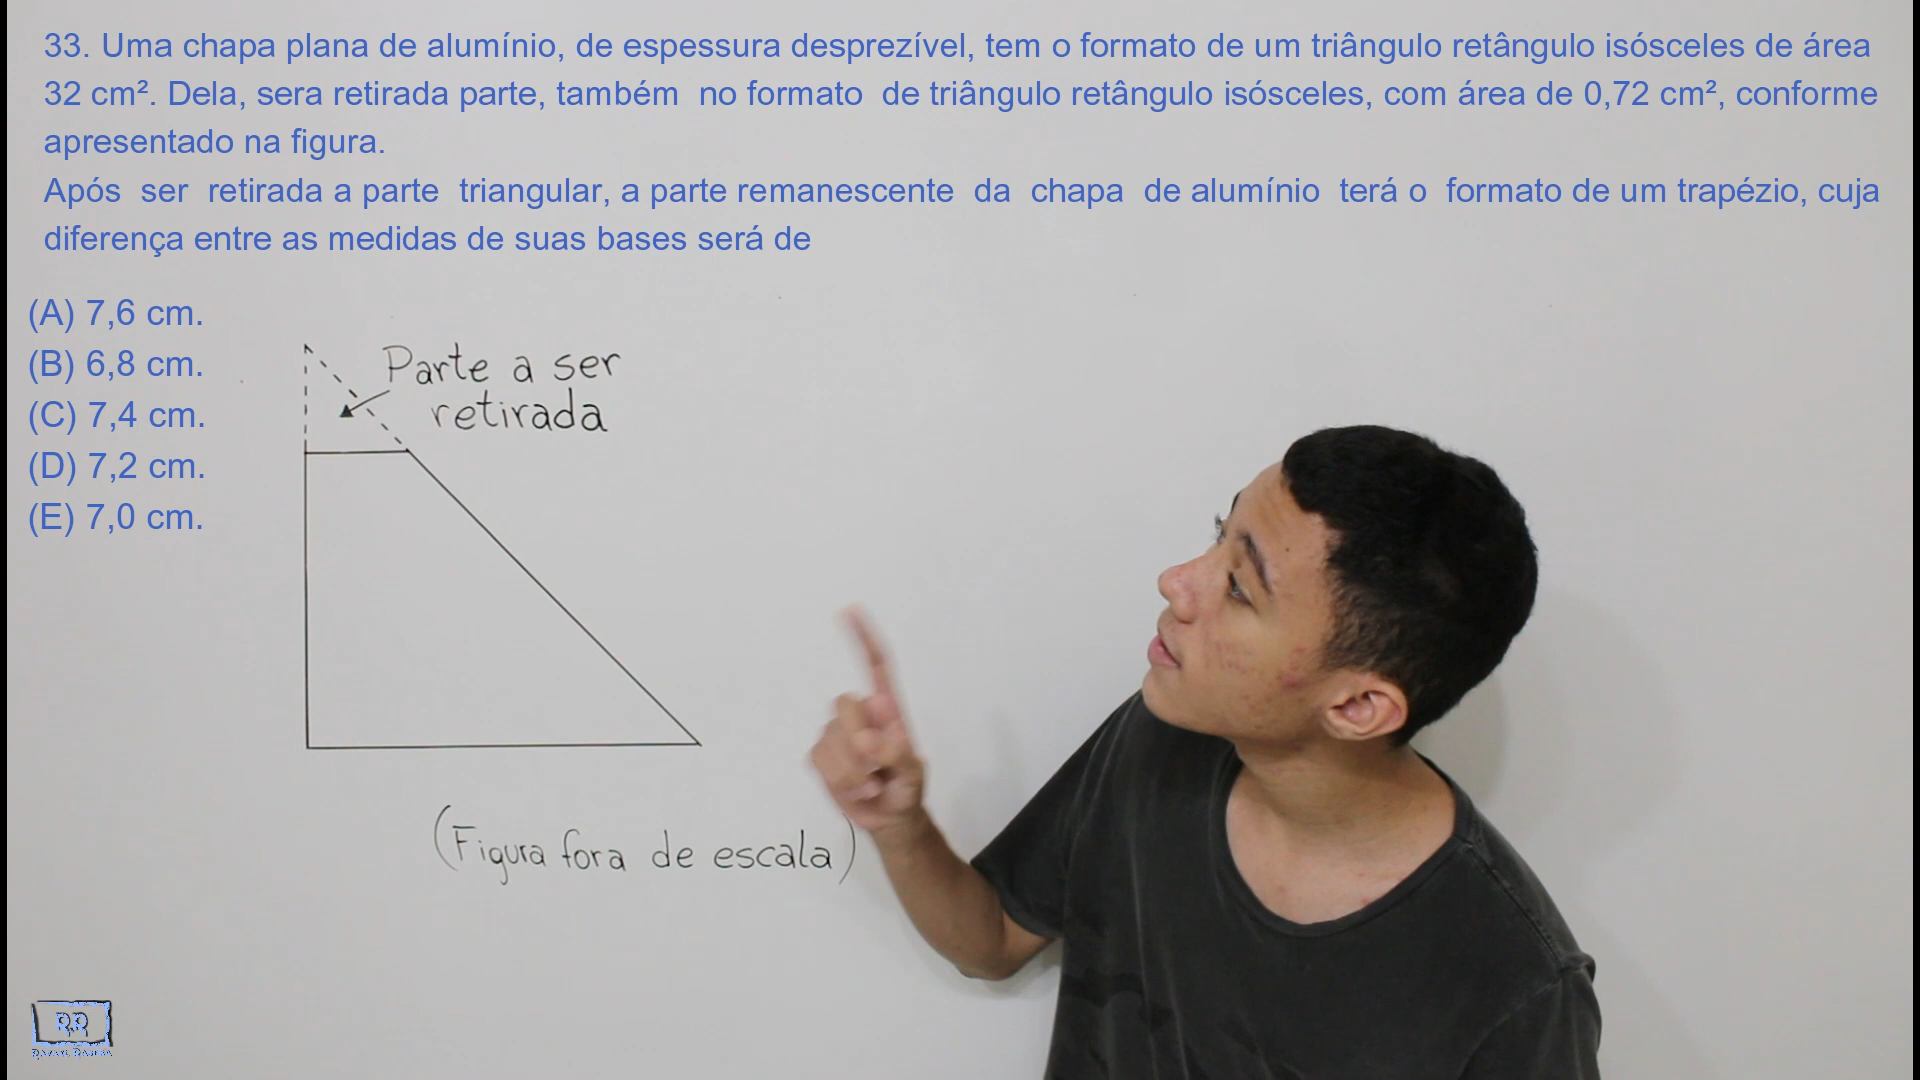 33. Uma chapa plana de alumínio, de espessura desprezível, tem o formato de um triângulo retângulo isósceles de área
32 cm². Dela, sera retirada parte, também no formato de triângulo retângulo isósceles, com área de 0,72 cm², conforme
apresentado na figura.
Após ser retirada a parte triangular, a parte remanescente da chapa de alumínio terá o formato de um trapézio, cuja
diferença entre as medidas de suas bases será de
(A) 7,6 cm.
(B) 6,8 cm.
(C) 7,4 cm.
(D) 7,2 cm.
(E) 7,0 cm.
Parte a ser
retirada
(Figura fora de escala)
RR